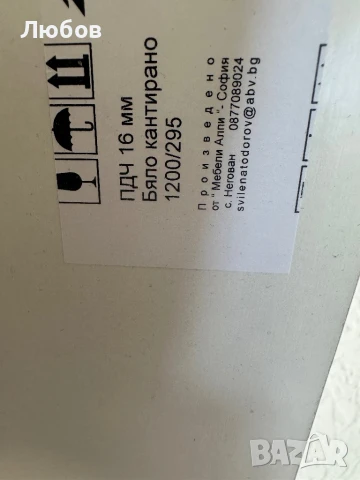 Любов
ПДЧ 16 мм
Бяло кантирано
1200/295
Произведено
от " Мебели Алпи "- София
с. Негован 0877089024
svilenatodorov@abv.bg
BAZAR